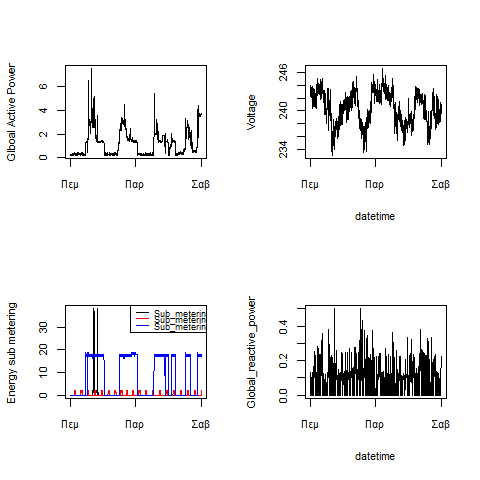 Glboal Active Power
0 2 4 6
Πεμ Παρ Σαβ
Voltage
234 240 246
Πεμ Παρ Σαβ
datetime
Energy sub metering
0 10 20 30
Sub_meterin
Sub_meterin
Sub_meterin
Πεμ Παρ Σαβ
Global_reactive_power
0.0 0.2 0.4
Πεμ Παρ Σαβ
datetime